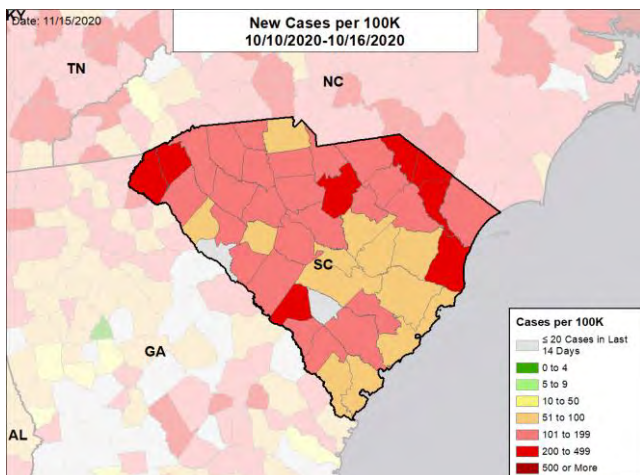 KY
Date: 11/15/2020
New Cases per 100K
10/10/2020-10/16/2020
TN
NC
SC
GA
AL
Cases per 100K
≤ 20 Cases in Last
14 Days
0 to 4
5 to 9
10 to 50
51 to 100
101 to 199
200 to 499
500 or More